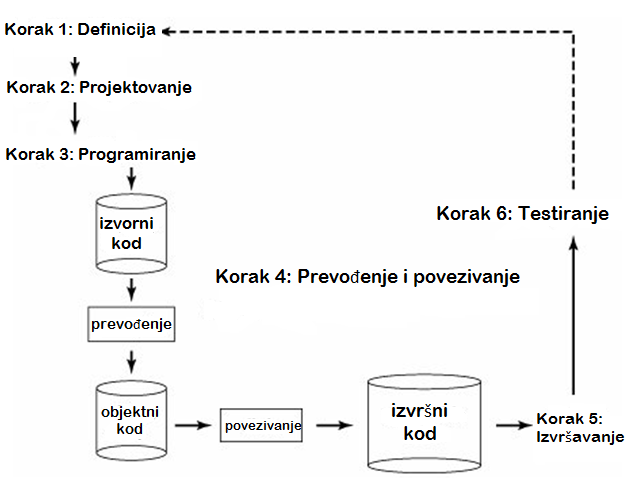 Korak 1: Definicija
Korak 2: Projektovanje
Korak 3: Programiranje
izvorni
kod
Korak 6: Testiranje
Korak 4: Prevođenje i povezivanje
prevođenje
objektni
kod
povezivanje
izvršni
kod
Korak 5:
Izvršavanje